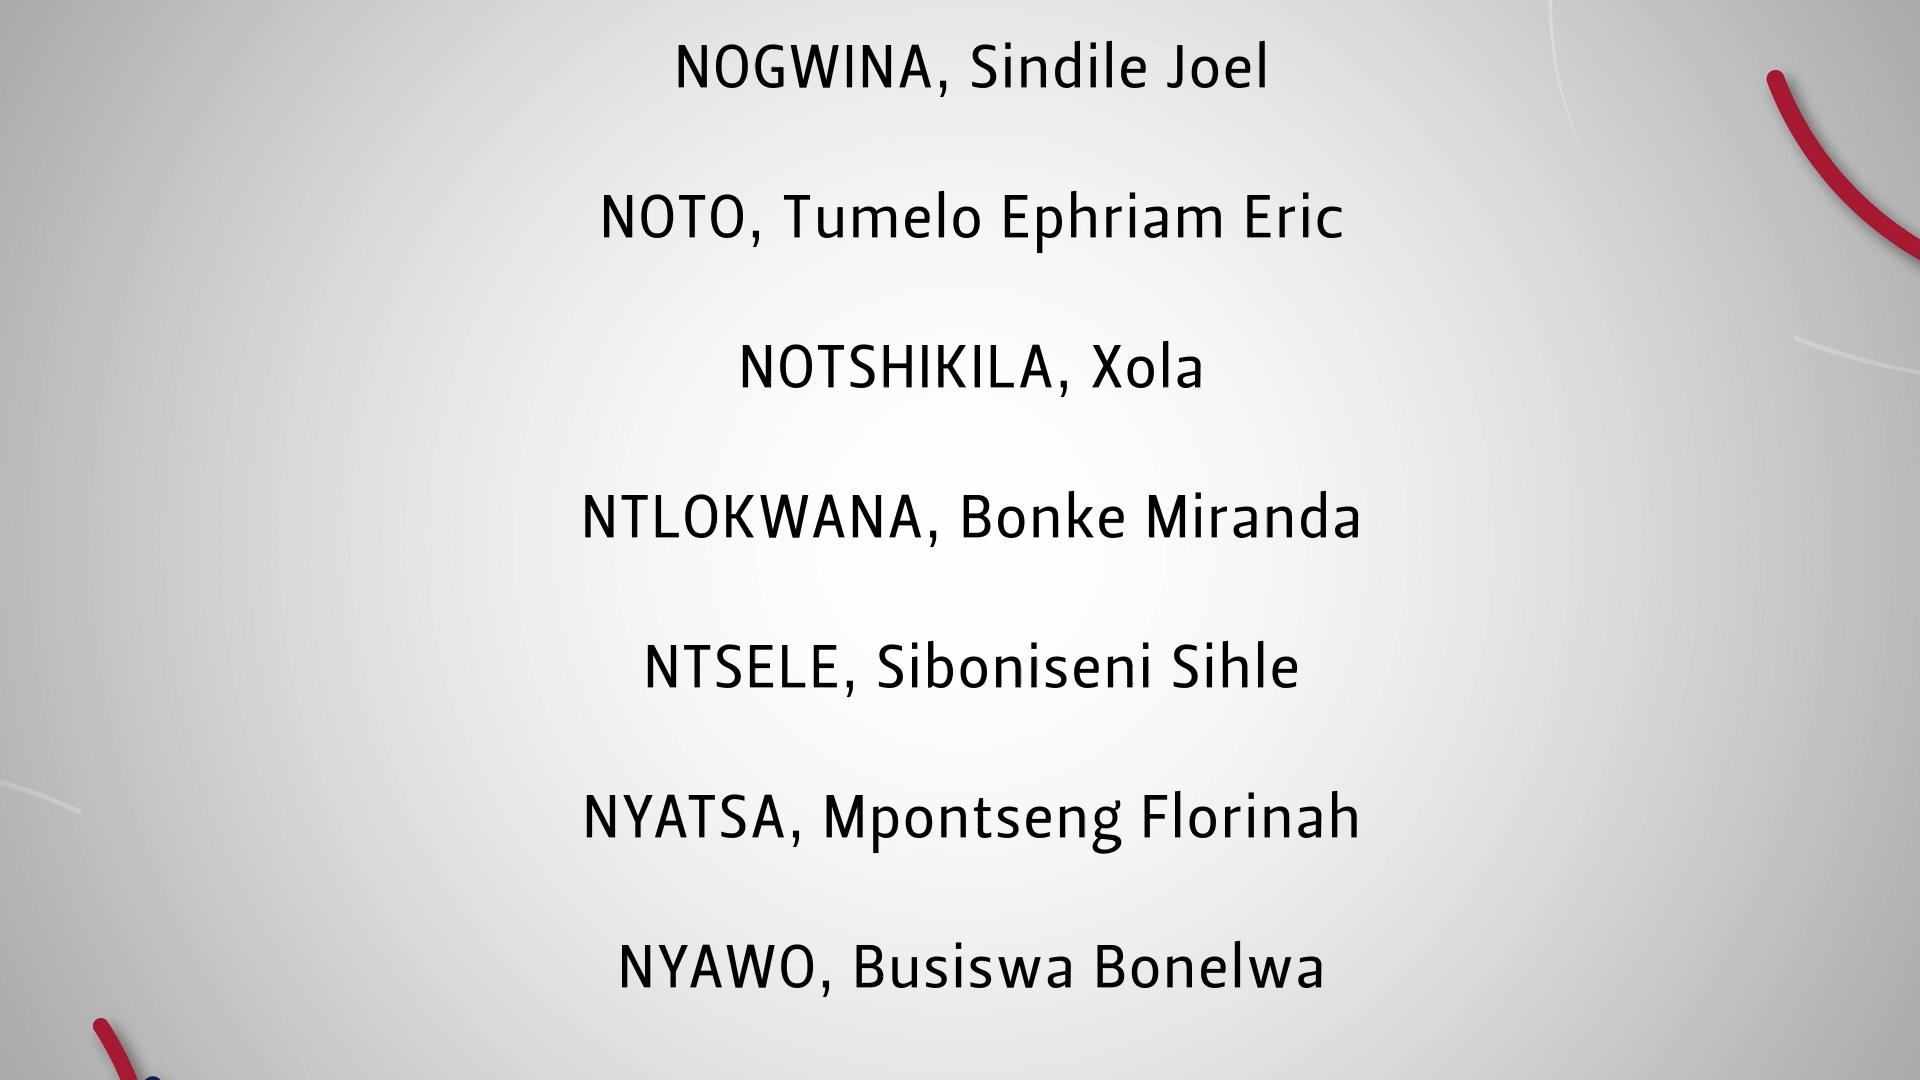 NOGWINA, Sindile Joel
NOTO, Tumelo Ephriam Eric
NOTSHIKILA, Xola
NTLOKWANA, Bonke Miranda
NTSELE, Siboniseni Sihle
NYATSA, Mpontseng Florinah
NYAWO, Busiswa Bonelwa